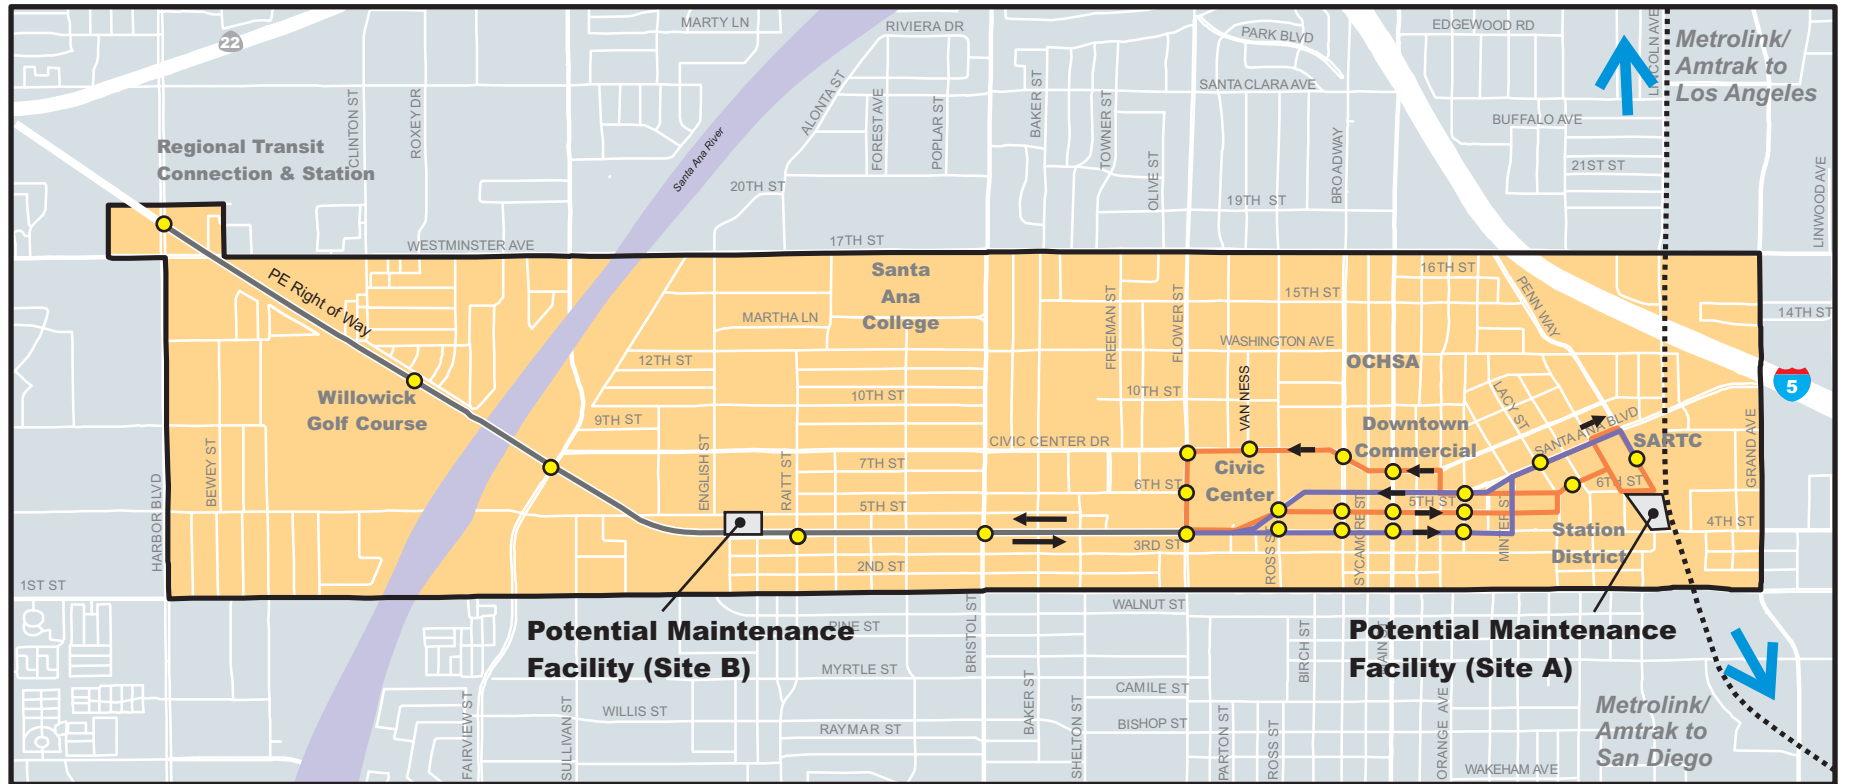 MARTY LN
RIVIERA DR
PARK BLVD
EDGEWOOD RD
LINCOLN AVE
Metrolink/
Amtrak to
Los Angeles
22
SANTA CLARA AVE
BUFFALO AVE
CLINTON ST
ROXEY DR
ALONTA ST
FOREST AVE
POPLAR ST
BAKER ST
TOWNER ST
OLIVE ST
BROADWAY
21ST ST
LINWOOD AVE
Regional Transit
Connection & Station
Santa Ana River
20TH ST
19TH ST
WESTMINSTER AVE
17TH ST
PE Right of Way
Santa
Ana
College
16TH ST
15TH ST
PENN WAY
14TH ST
FREEMAN ST
FLOWER ST
MARTHA LN
WASHINGTON AVE
12TH ST
OCHSA
5
Willowick
Golf Course
10TH ST
10TH ST
VAN NESS
LACY ST
9TH ST
Downtown
Commercial
SANTA ANA BLVD
SARTC
GRAND AVE
CIVIC CENTER DR
BEWEY ST
ENGLISH ST
RAITT ST
7TH ST
Civic
Center
6TH ST
6TH ST
5TH ST
5TH ST
HARBOR BLVD
ROSS ST
SYCAMORE ST
MINTER ST
Station
District
4TH ST
3RD ST
2ND ST
1ST ST
WALNUT ST
Potential Maintenance
Facility (Site B)
PINE ST
BRISTOL ST
BIRCH ST
MAIN ST
Potential Maintenance
Facility (Site A)
MYRTLE ST
CAMILE ST
FAIRVIEW ST
SULLIVAN ST
WILLIS ST
RAYMAR ST
BAKER ST
SHELTON ST
BISHOP ST
PARTON ST
ROSS ST
ORANGE AVE
WAKEHAM AVE
Metrolink/
Amtrak to
San Diego